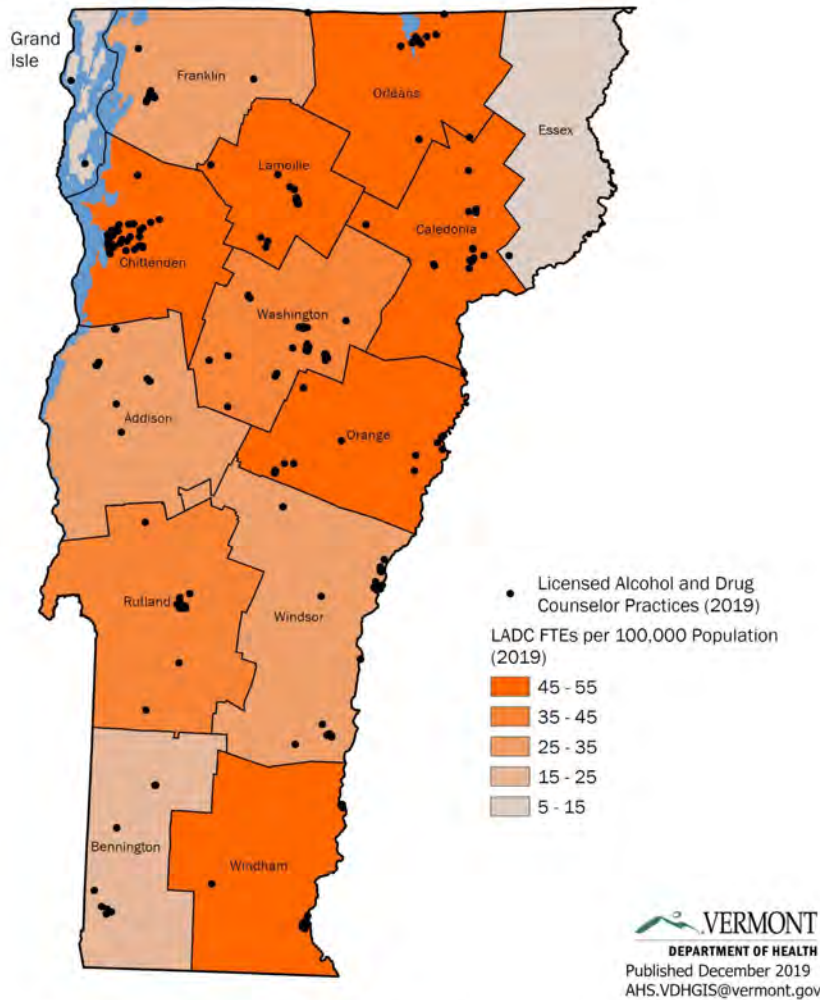 Grand
Isle
Franklin
Orleans
Essex
Lamoille
Caledonia
Chittenden
Washington
Addison
Orange
Rutland
Windsor
Bennington
Windham
Licensed Alcohol and Drug
Counselor Practices (2019)
LADC FTEs per 100,000 Population
(2019)
45 - 55
35 - 45
25 - 35
15 - 25
5 - 15
VERMONT
DEPARTMENT OF HEALTH
Published December 2019
AHS.VDHGIS@vermont.gov